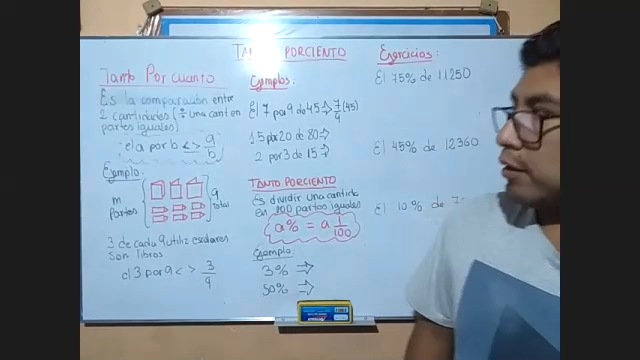 TANTO PORCIENTO
Tanto Por Cuanto
Es la comparación entre
2 cantidades (÷ una cant en
partes iguales)
el a por b <> a/b
Ejemplo:
m
Partes
9
total
3 de cada 9 utiles escolares
son libros
el 3 por 9 < > 3/9
Ejemplos
El 7 por 9 de 45 ⇒ 7/9 (45)
15 por 20 de 80 ⇒
2 por 3 de 15 ⇒
TANTO PORCIENTO
Es dividir una cantida
en 100 partes iguales
a% = a 1/100
Ejemplo:
3% ⇒
50% ⇒
Ejercicios:
El 75% de 11250
El 45% de 12360
El 10% de